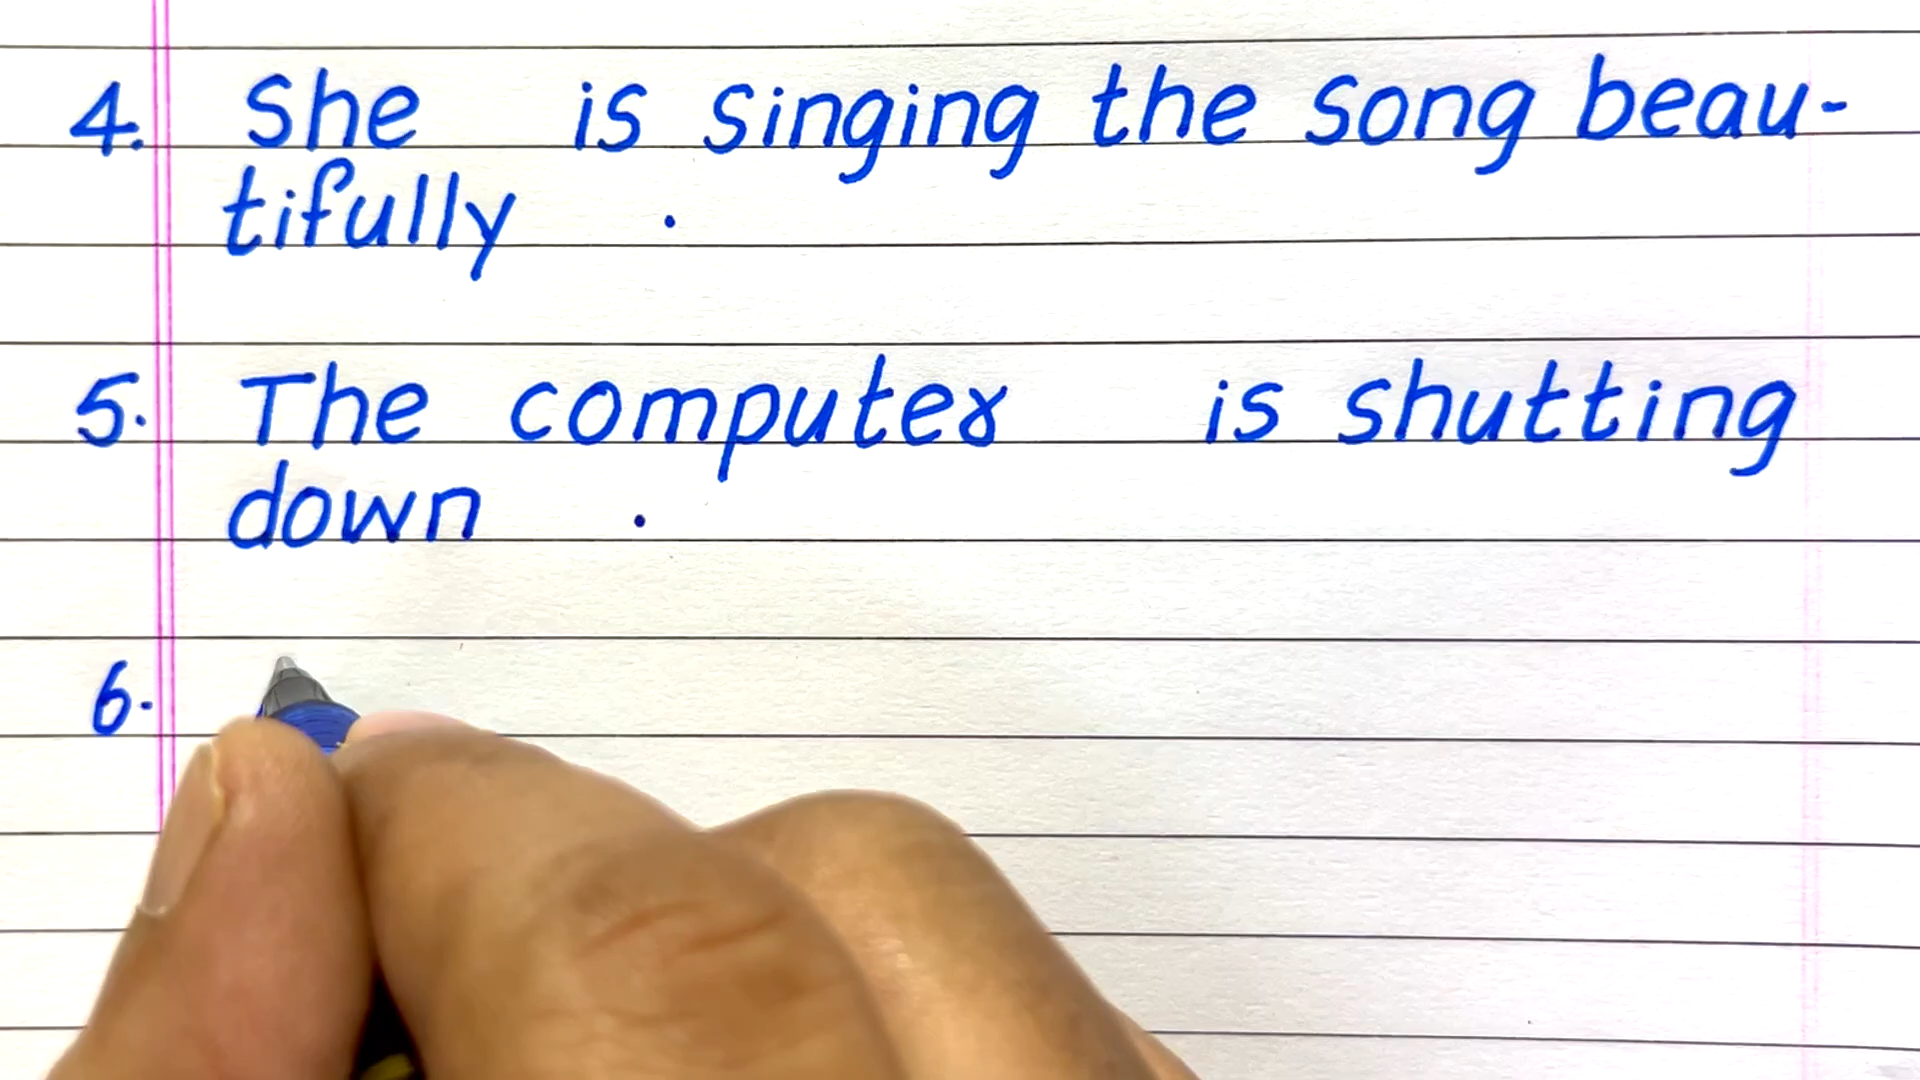 4. She is singing the song beau-
tifully .
5. The computer is shutting
down .
6.